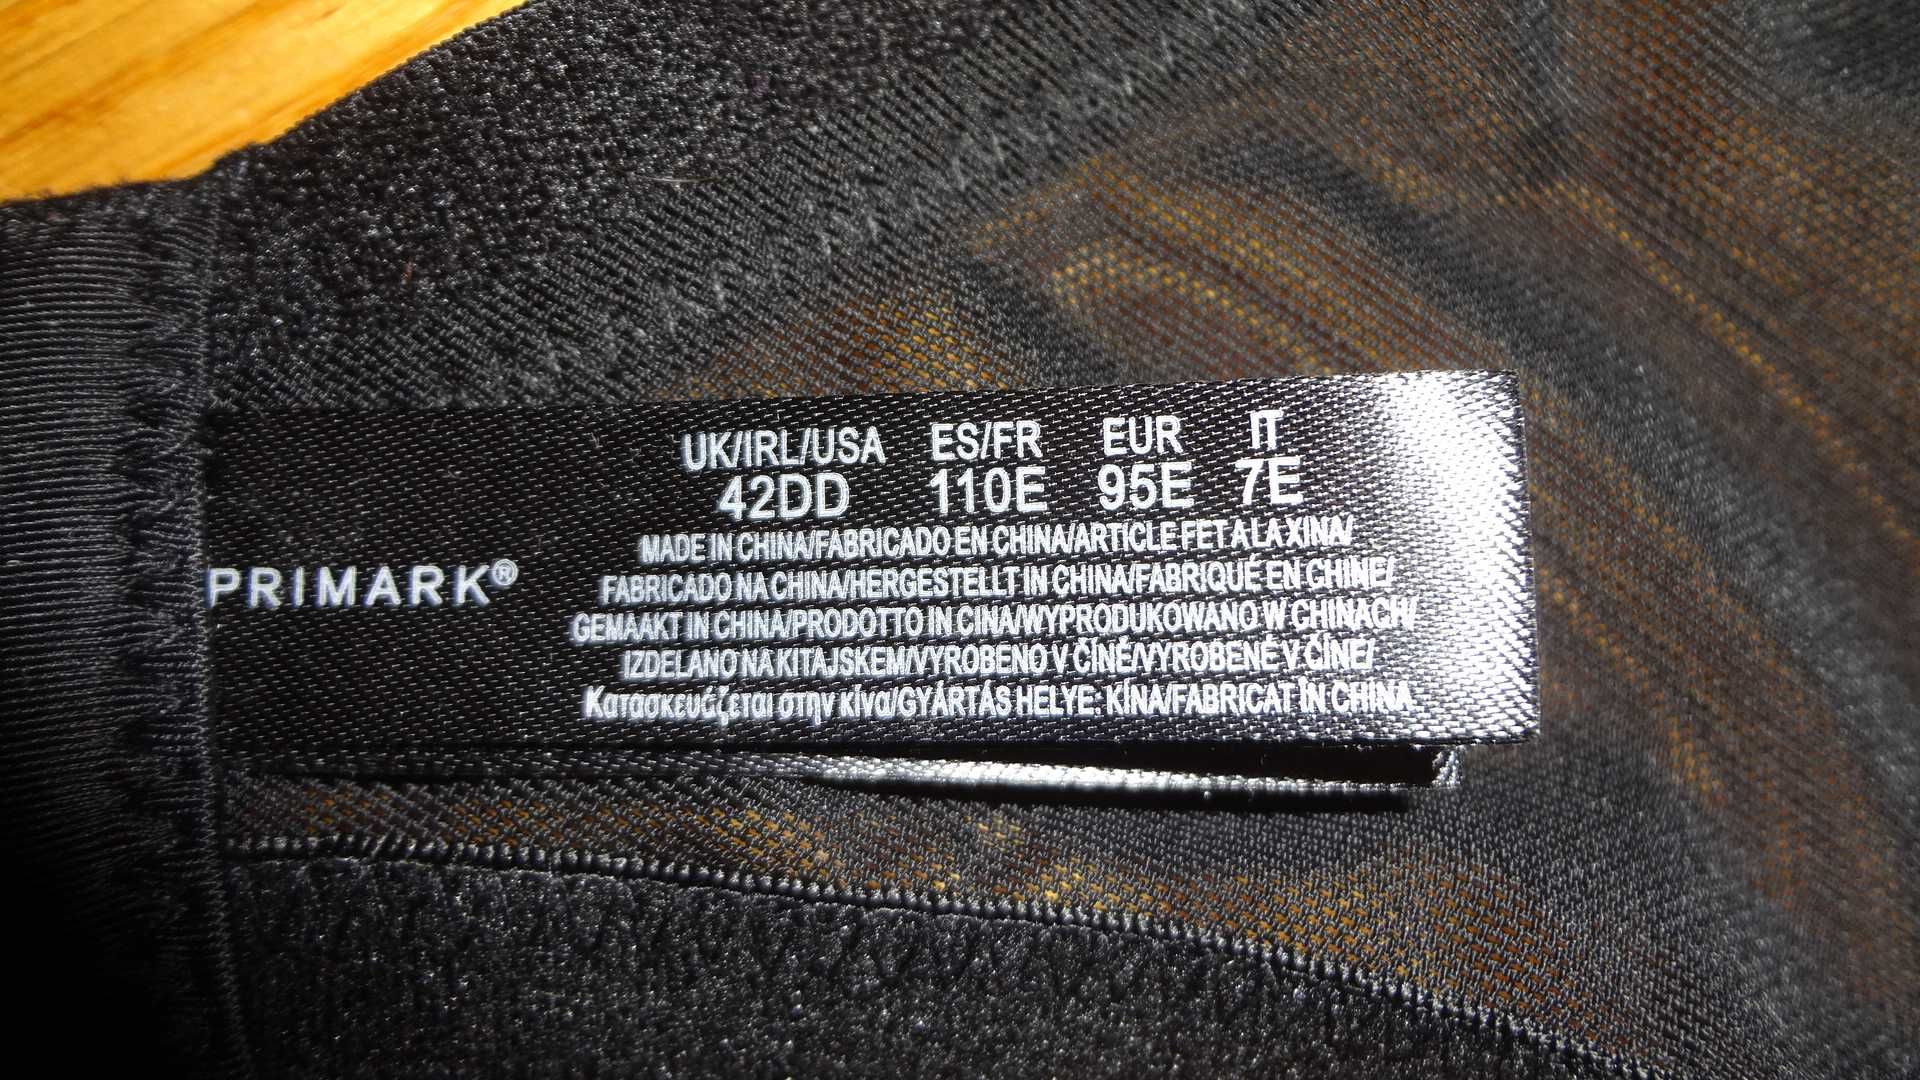 UK/IRL/USA ES/FR EUR IT
42DD 110E 95E 7E
MADE IN CHINA/FABRICADO EN CHINA/ARTICLE FET A LA XINA/
FABRICADO NA CHINA/HERGESTELLT IN CHINA/FABRIQUÉ EN CHINE/
PRIMARK®
GEMAAKT IN CHINA/PRODOTTO IN CINA/WYPRODUKOWANO W CHINACH/
IZDELANO NA KITAJSKEM/VYROBENO V ČÍNĚ/VYROBENÉ V ČÍNE/
Κατασκευάζεται στην κίνα/GYÁRTÁS HELYE: KÍNA/FABRICAT ÎN CHINA